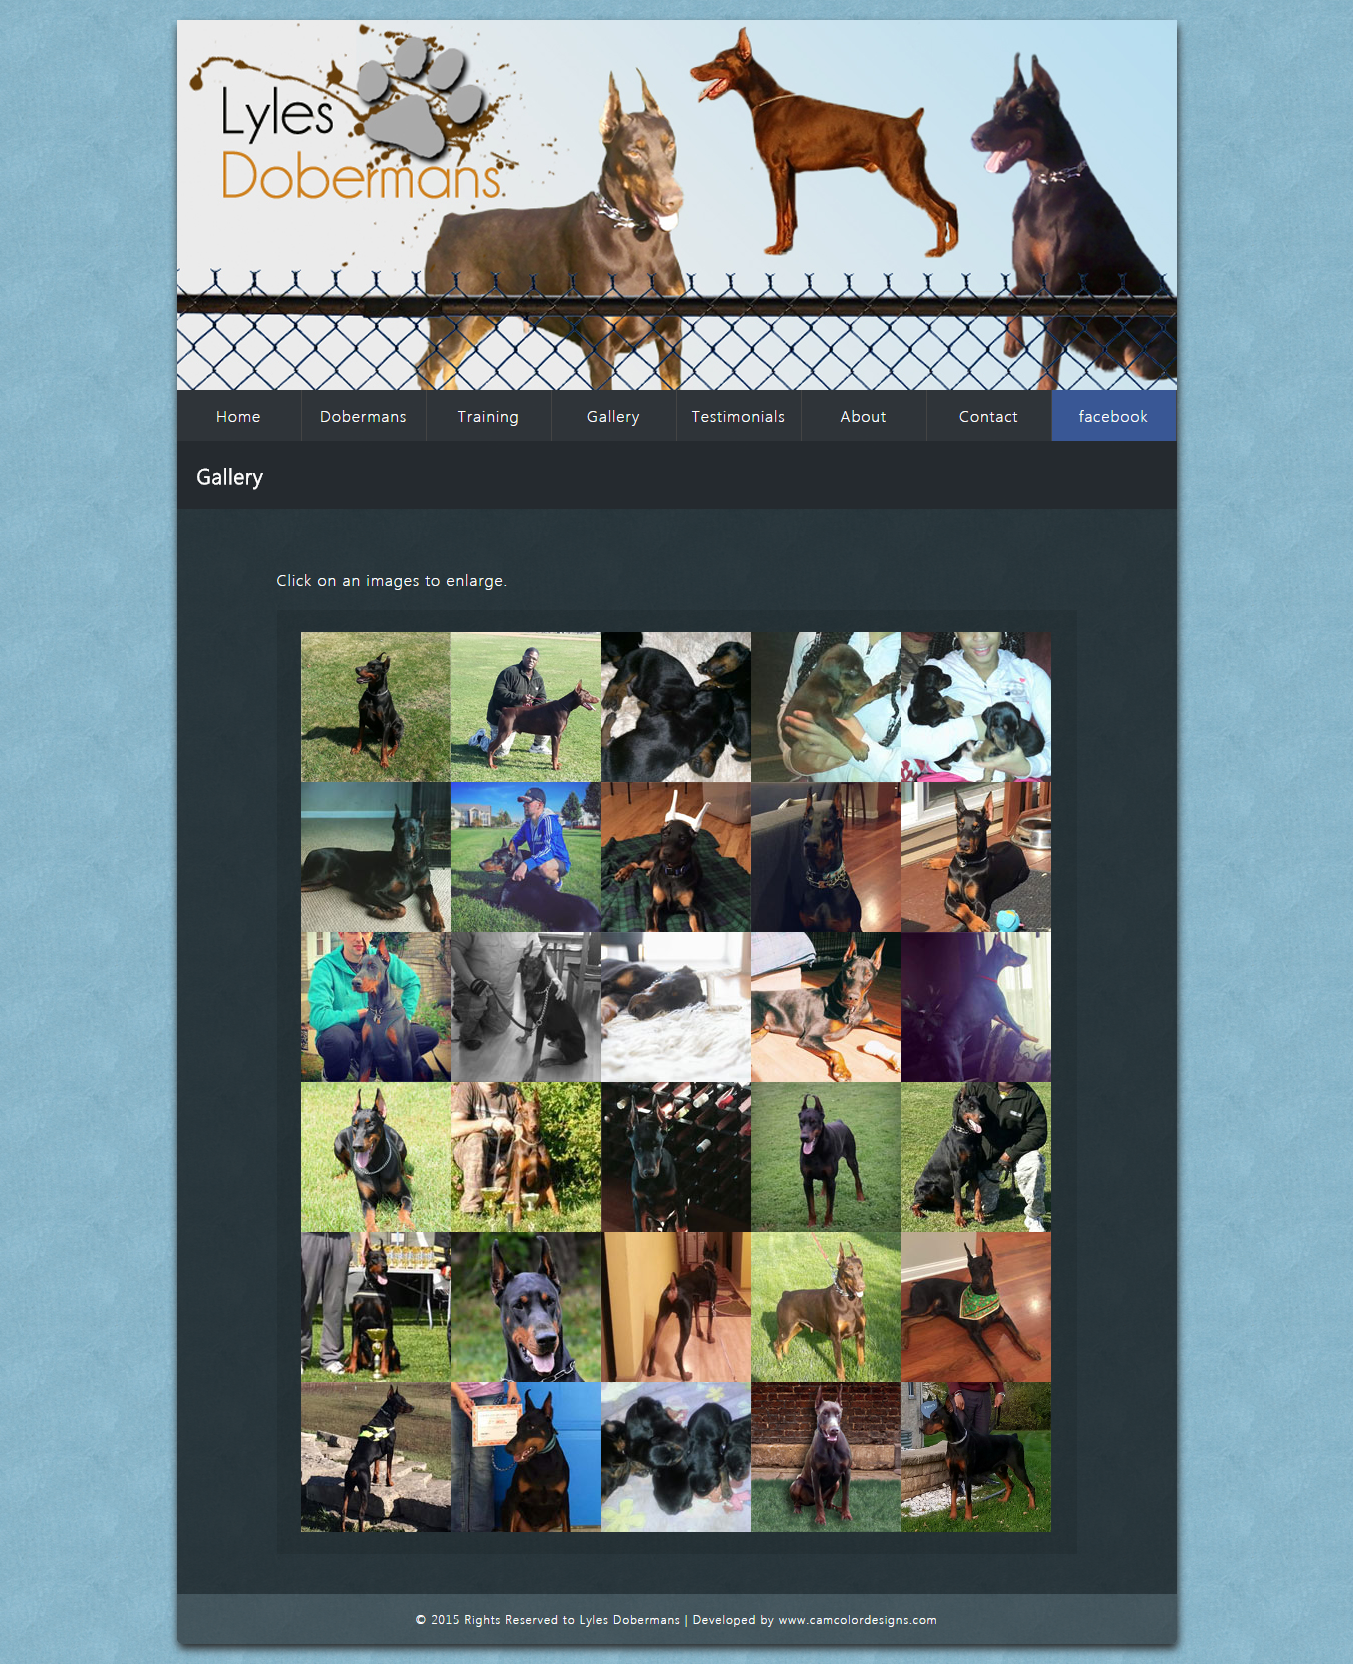 Lyles
Dobermans
Home Dobermans Training Gallery Testimonials About Contact facebook
Gallery
Click on an images to enlarge.
© 2015 Rights Reserved to Lyles Dobermans | Developed by www.camcolordesigns.com